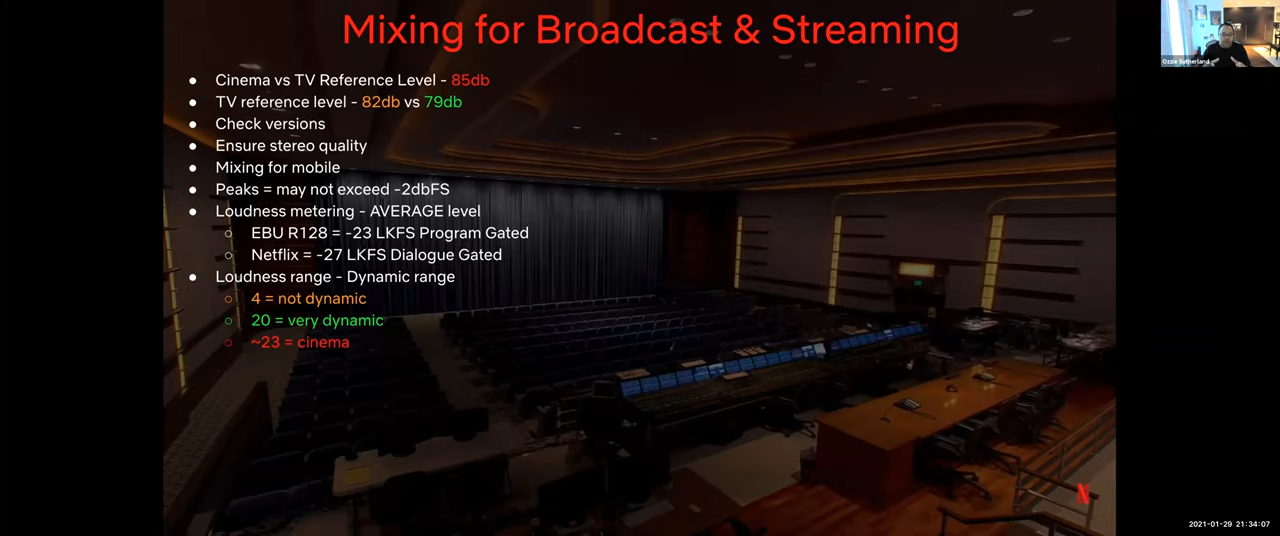 Mixing for Broadcast & Streaming
Ozzie Sutherland
● Cinema vs TV Reference Level - 85db
● TV reference level - 82db vs 79db
● Check versions
● Ensure stereo quality
● Mixing for mobile
● Peaks = may not exceed -2dbFS
● Loudness metering - AVERAGE level
○ EBU R128 = -23 LKFS Program Gated
○ Netflix = -27 LKFS Dialogue Gated
● Loudness range - Dynamic range
○ 4 = not dynamic
○ 20 = very dynamic
○ ~23 = cinema
N
2021-01-29 21:34:07